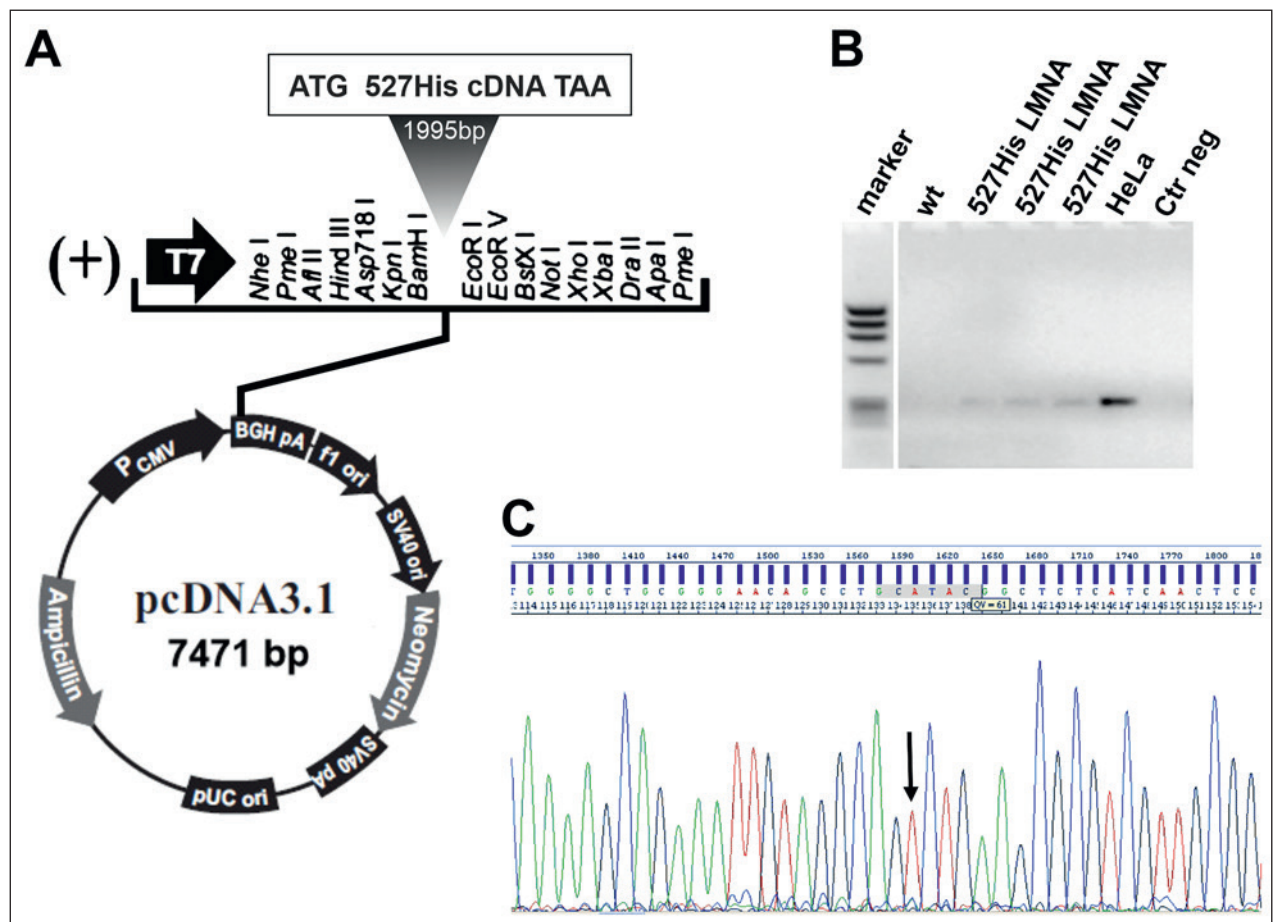 A
ATG 527His cDNA TAA
1995bp
(+)
T7
Nhe I
Pme I
Afl II
Hind III
Asp718 I
Kpn I
BamH I
EcoR I
EcoR V
BstX I
Not I
Xho I
Xba I
Dra II
Apa I
Pme I
PCMV
BGH pA
f1 ori
SV40 ori
Neomycin
SV40 pA
pUC ori
Ampicillin
pcDNA3.1
7471 bp
B
marker
wt
527His LMNA
527His LMNA
527His LMNA
HeLa
Ctr neg
C
1350 1380 1410 1440 1470 1500 1530 1560 1590 1620 1650 1680 1710 1740 1770 1800 18
T G G G G C T G C G G G A A C A G C C T G C A T A C G G C T C T C A T C A A C T C C
QV = 61